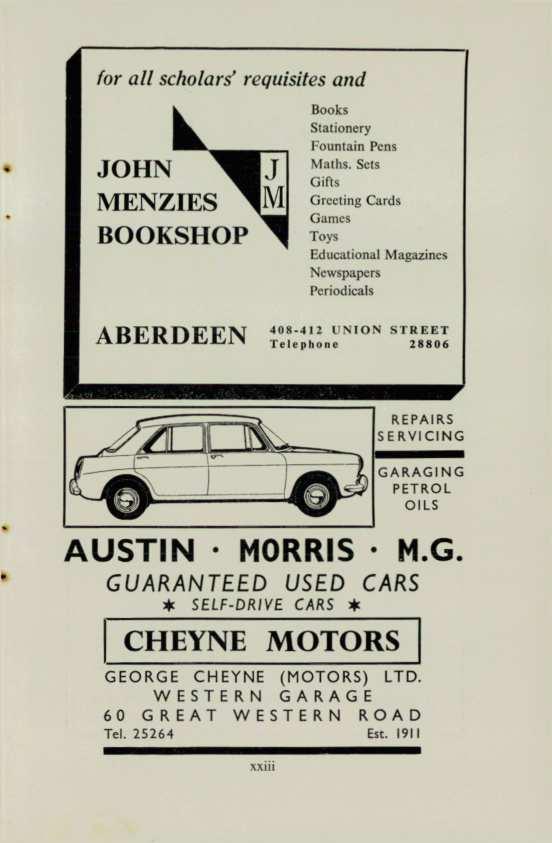 for all scholars' requisites and
JOHN
MENZIES
BOOKSHOP
J
M
Books
Stationery
Fountain Pens
Maths. Sets
Gifts
Greeting Cards
Games
Toys
Educational Magazines
Newspapers
Periodicals
ABERDEEN
408-412 UNION STREET
Telephone 28806
REPAIRS
SERVICING
GARAGING
PETROL
OILS
AUSTIN · MORRIS · M.G.
GUARANTEED USED CARS
* SELF-DRIVE CARS *
CHEYNE MOTORS
GEORGE CHEYNE (MOTORS) LTD.
WESTERN GARAGE
60 GREAT WESTERN ROAD
Tel. 25264 Est. 1911
xxiii